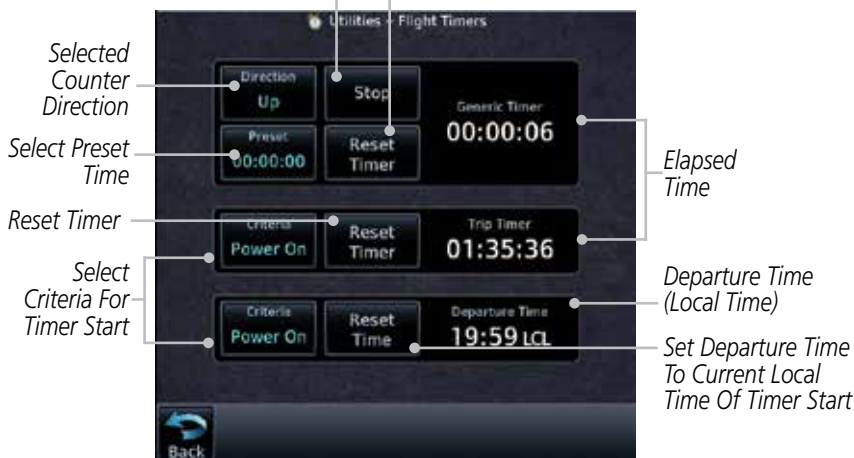 Utilities - Flight Timers
Selected
Counter
Direction
Direction
Up
Stop
Generic Timer
00:00:06
Select Preset
Time
Preset
00:00:00
Reset
Timer
Elapsed
Time
Reset Timer
Criteria
Power On
Reset
Timer
Trip Timer
01:35:36
Select
Criteria For
Timer Start
Departure Time
(Local Time)
Criteria
Power On
Reset
Time
Departure Time
19:59 LCL
Set Departure Time
To Current Local
Time Of Timer Start
Back